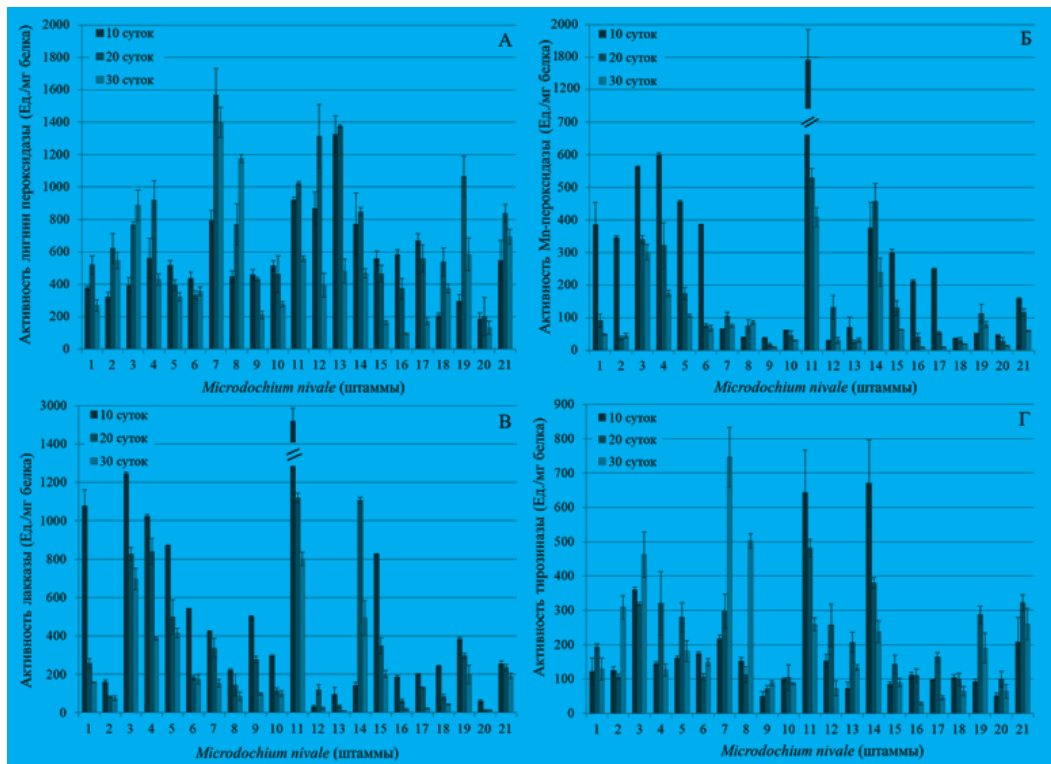 А
10 суток
20 суток
30 суток
Активность лигнин пероксидазы (Ед./мг белка)
2000
1800
1600
1400
1200
1000
800
600
400
200
0
1 2 3 4 5 6 7 8 9 10 11 12 13 14 15 16 17 18 19 20 21
Microdochium nivale (штаммы)
Б
10 суток
20 суток
30 суток
Активность Mn-пероксидазы (Ед./мг белка)
2000
1800
1200
700
600
500
400
300
200
100
0
1 2 3 4 5 6 7 8 9 10 11 12 13 14 15 16 17 18 19 20 21
Microdochium nivale (штаммы)
В
10 суток
20 суток
30 суток
Активность лакказы (Ед./мг белка)
3000
1400
1200
1000
800
600
400
200
0
1 2 3 4 5 6 7 8 9 10 11 12 13 14 15 16 17 18 19 20 21
Microdochium nivale (штаммы)
Г
10 суток
20 суток
30 суток
Активность тирозиназы (Ед./мг белка)
900
800
700
600
500
400
300
200
100
0
1 2 3 4 5 6 7 8 9 10 11 12 13 14 15 16 17 18 19 20 21
Microdochium nivale (штаммы)